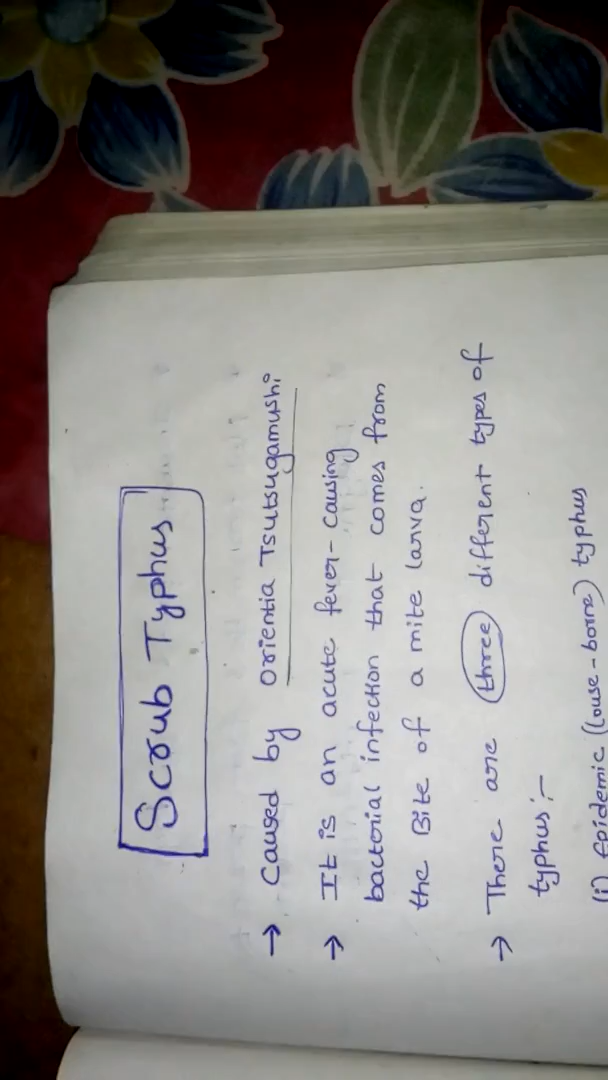 Scrub Typhus
→ Caused by Orientia Tsutsugamushi
→ It is an acute fever-causing
bacterial infection that comes from
the Bite of a mite larva.
→ There are three different types of
typhus:-
(i) Epidemic (louse-borne) typhus